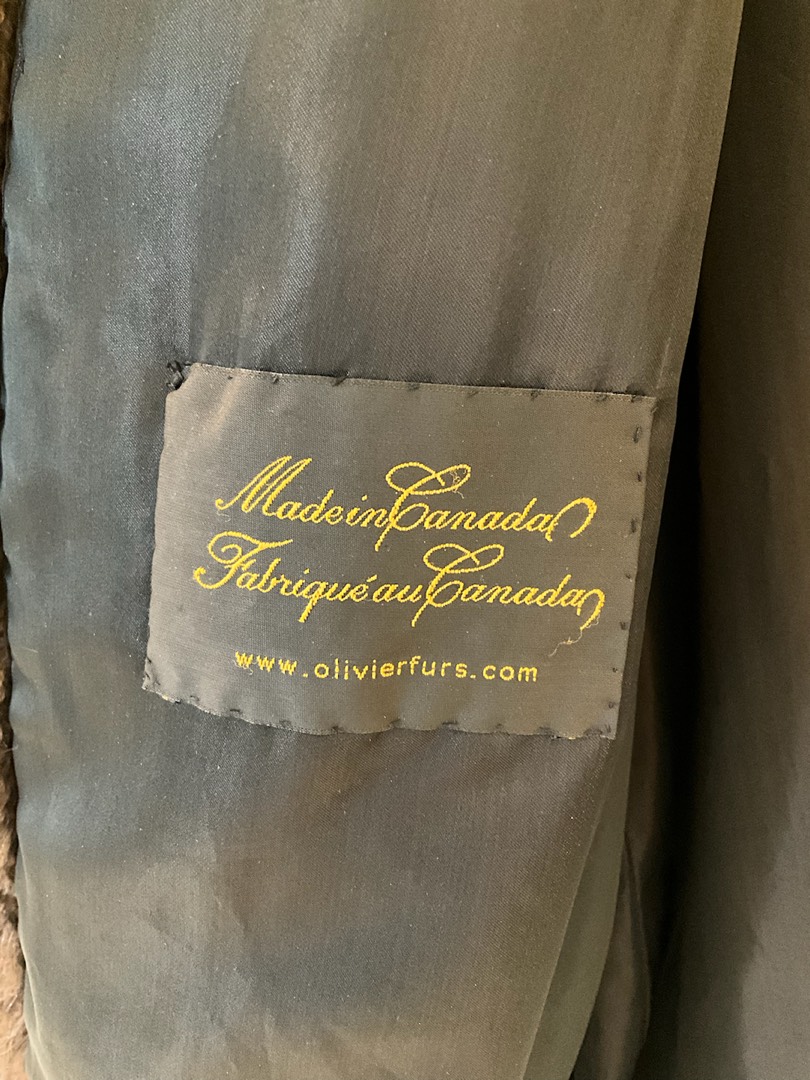 Made in Canada
Fabriqué au Canada
www.olivierfurs.com